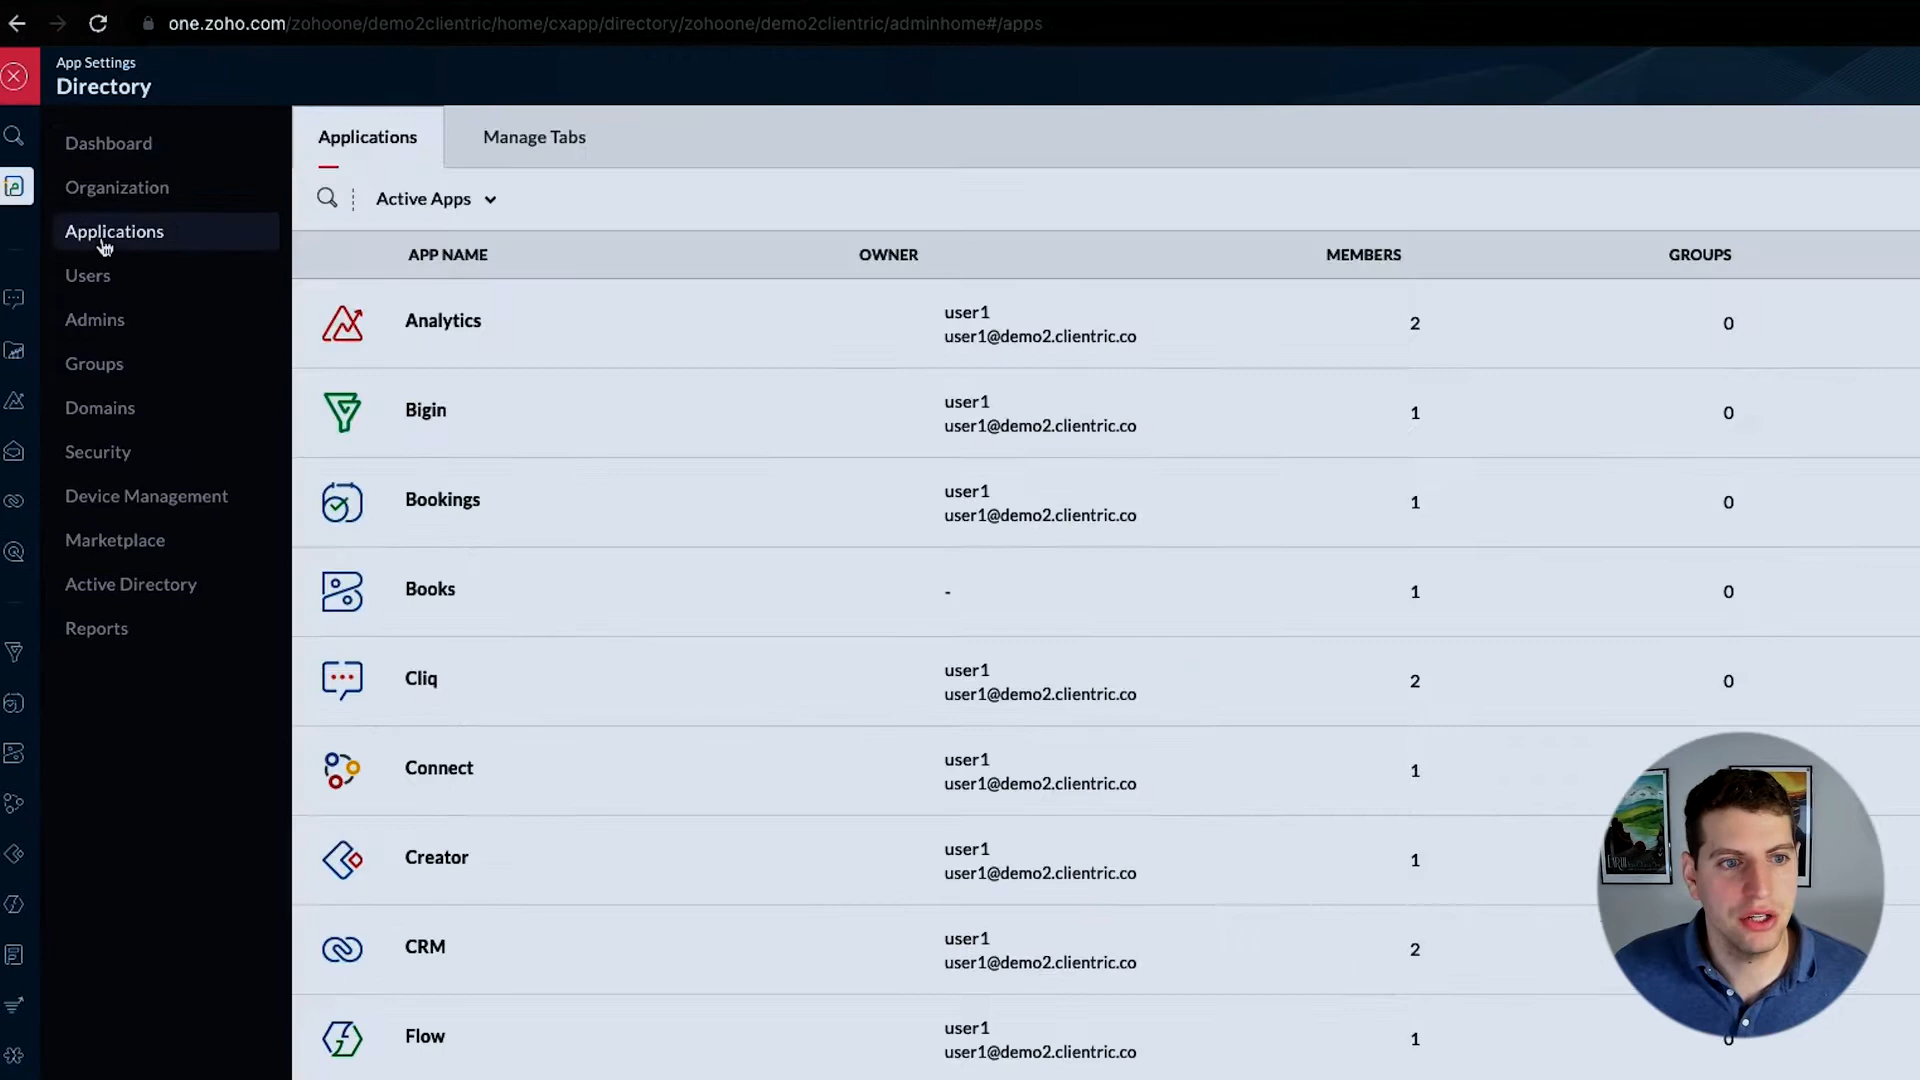 one.zoho.com/zohoone/demo2clientric/home/cxapp/directory/zohoone/demo2clientric/adminhome#/apps
App Settings
Directory
Dashboard
Organization
Applications
Users
Admins
Groups
Domains
Security
Device Management
Marketplace
Active Directory
Reports
Applications
Manage Tabs
Active Apps
APP NAME OWNER MEMBERS GROUPS
Analytics user1 2 0
user1@demo2.clientric.co
Bigin user1 1 0
user1@demo2.clientric.co
Bookings user1 1 0
user1@demo2.clientric.co
Books - 1 0
Cliq user1 2 0
user1@demo2.clientric.co
Connect user1 1
user1@demo2.clientric.co
Creator user1 1
user1@demo2.clientric.co
CRM user1 2
user1@demo2.clientric.co
Flow user1 1 0
user1@demo2.clientric.co